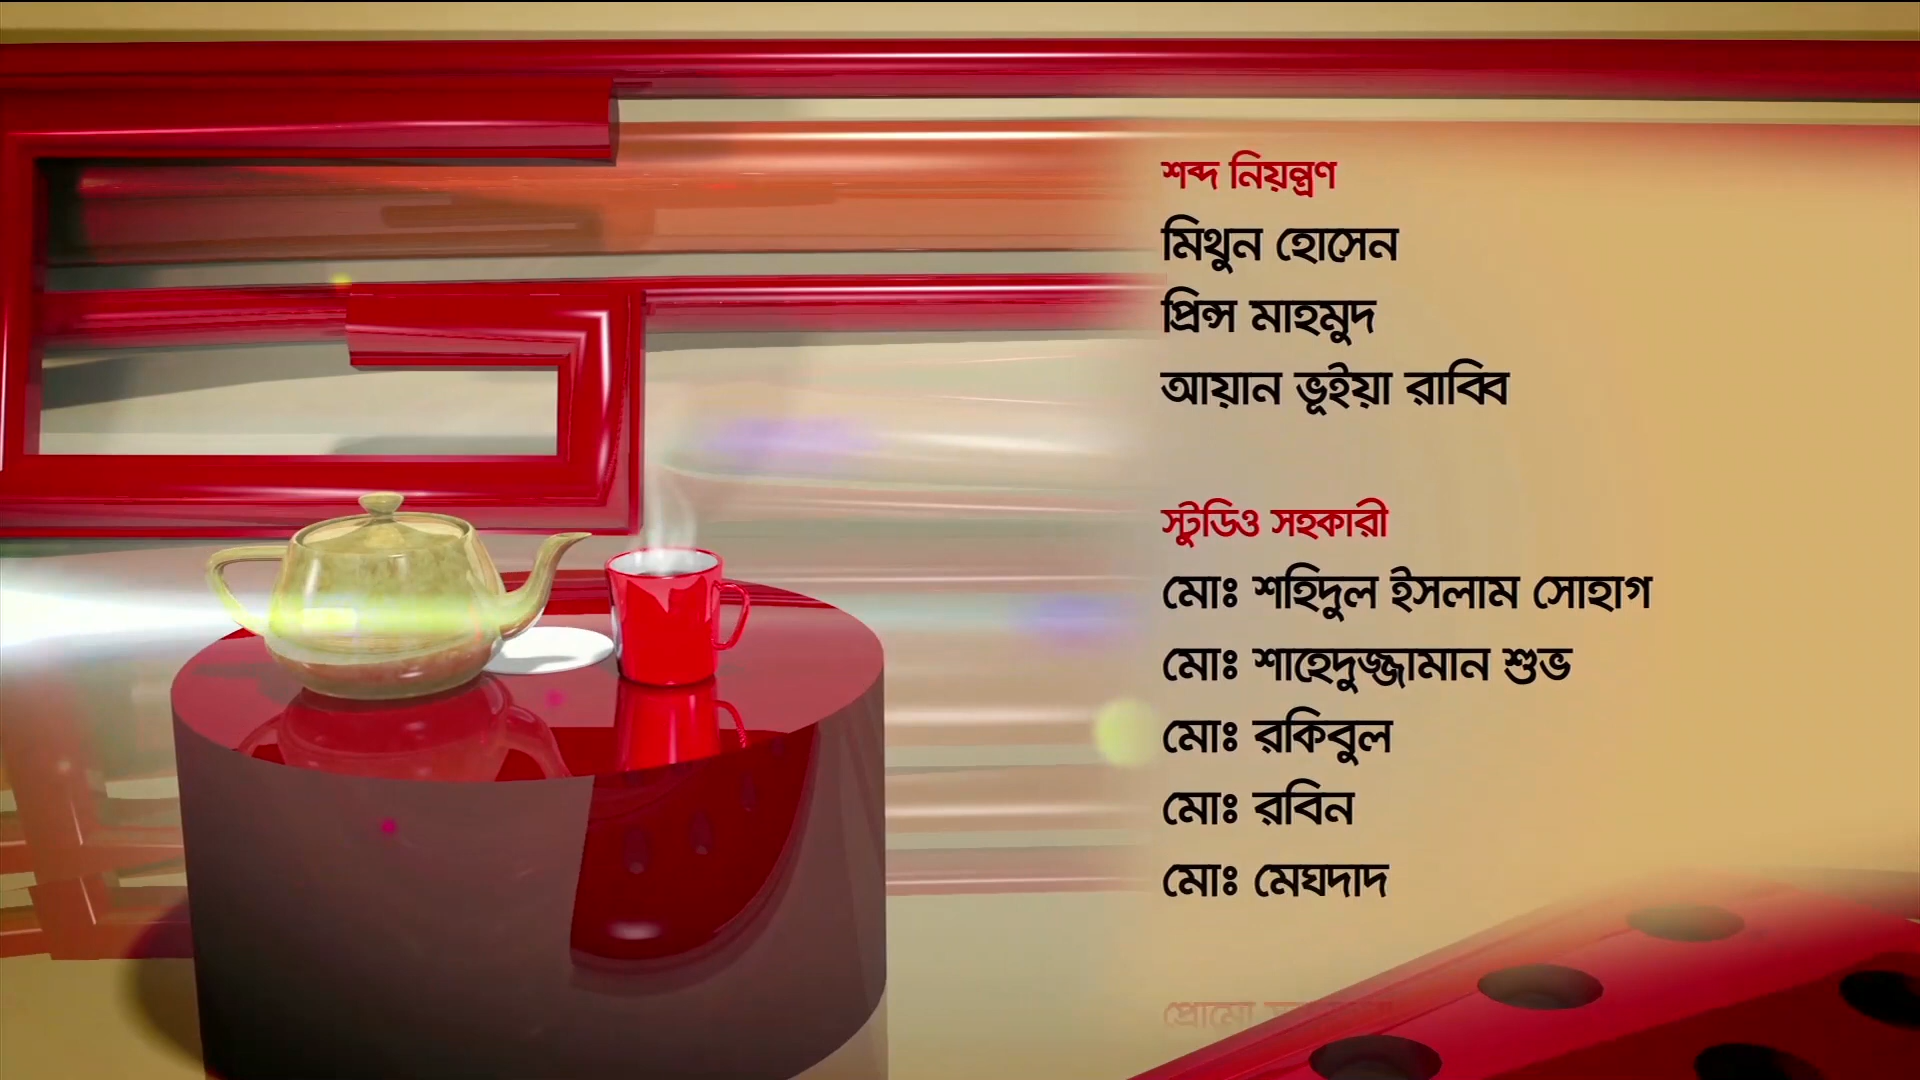 শব্দ নিয়ন্ত্রণ
মিথুন হোসেন
প্রিন্স মাহমুদ
আয়ান ভূইয়া রাব্বি
স্টুডিও সহকারী
মোঃ শহিদুল ইসলাম সোহাগ
মোঃ শাহেদুজ্জামান শুভ
মোঃ রকিবুল
মোঃ রবিন
মোঃ মেঘদাদ
প্রোমো